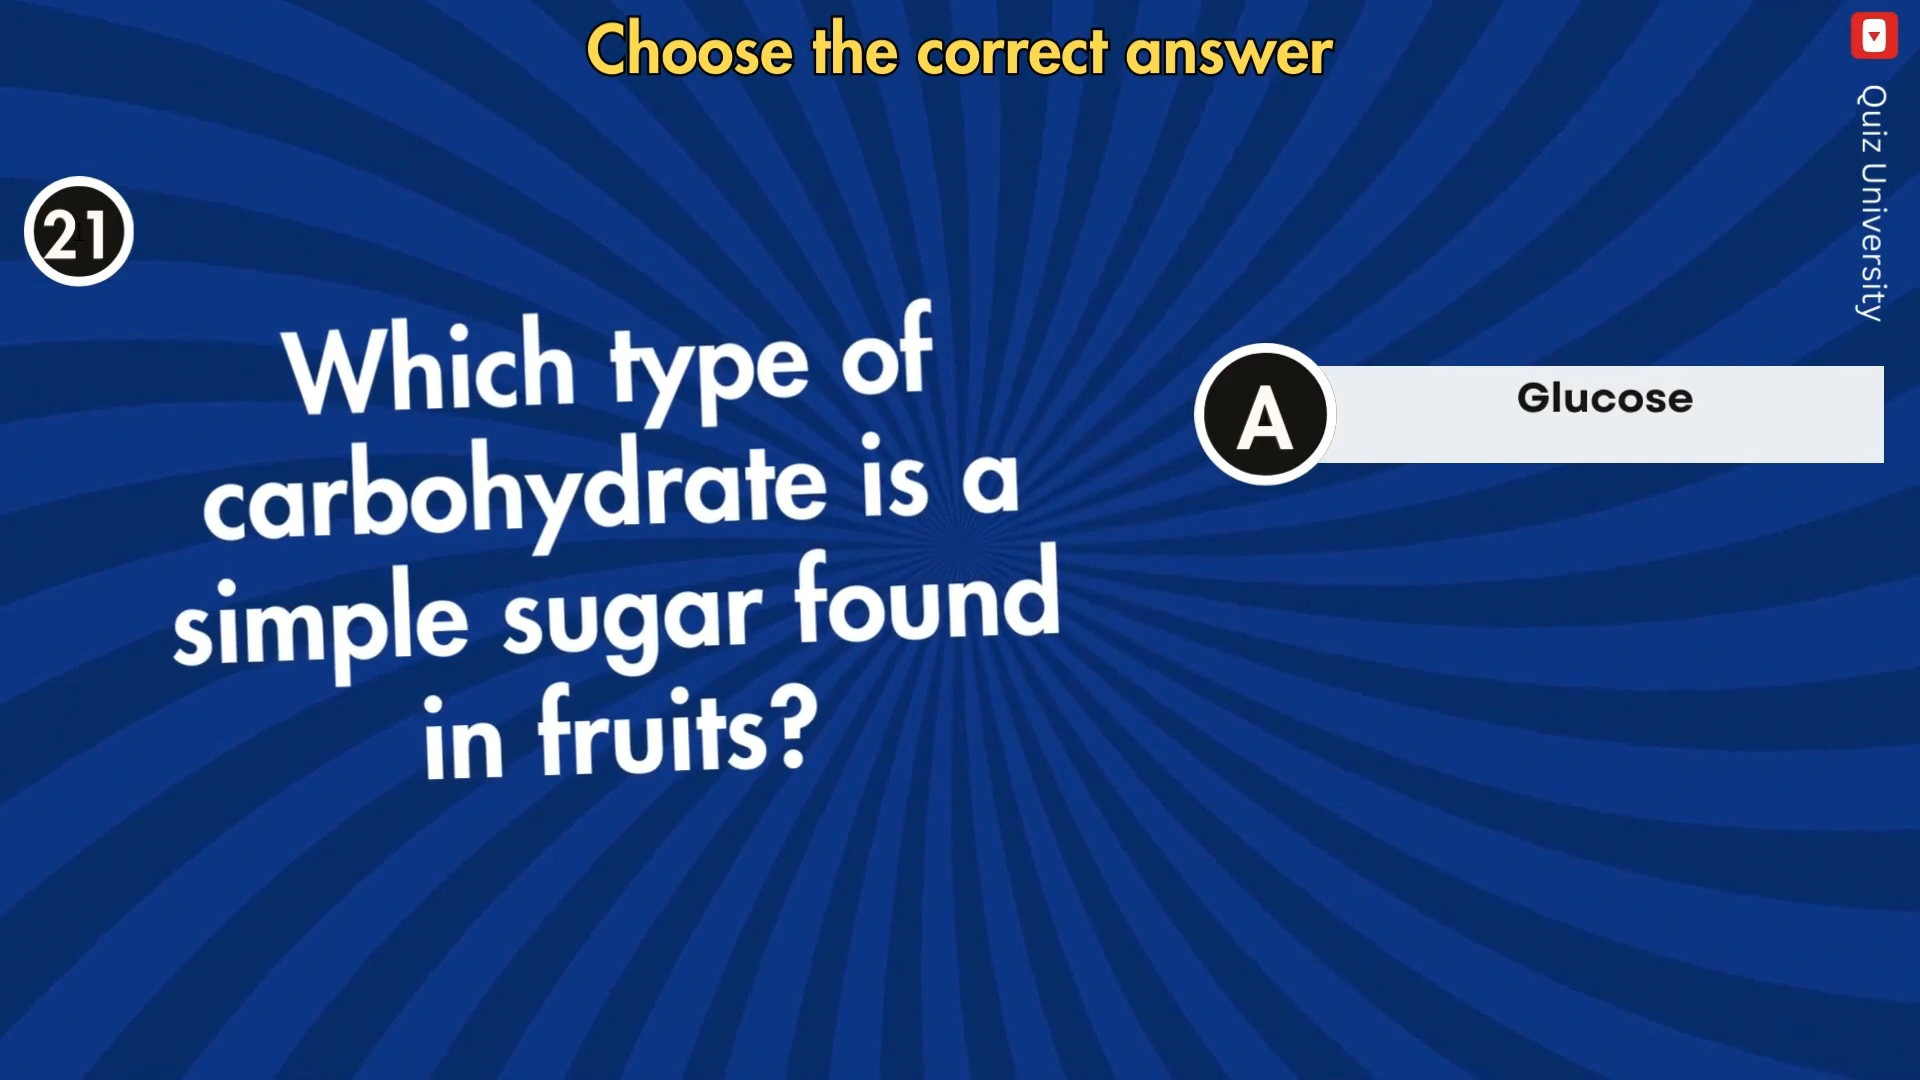 Choose the correct answer
Quiz University
21
Which type of
carbohydrate is a
simple sugar found
in fruits?
A
Glucose